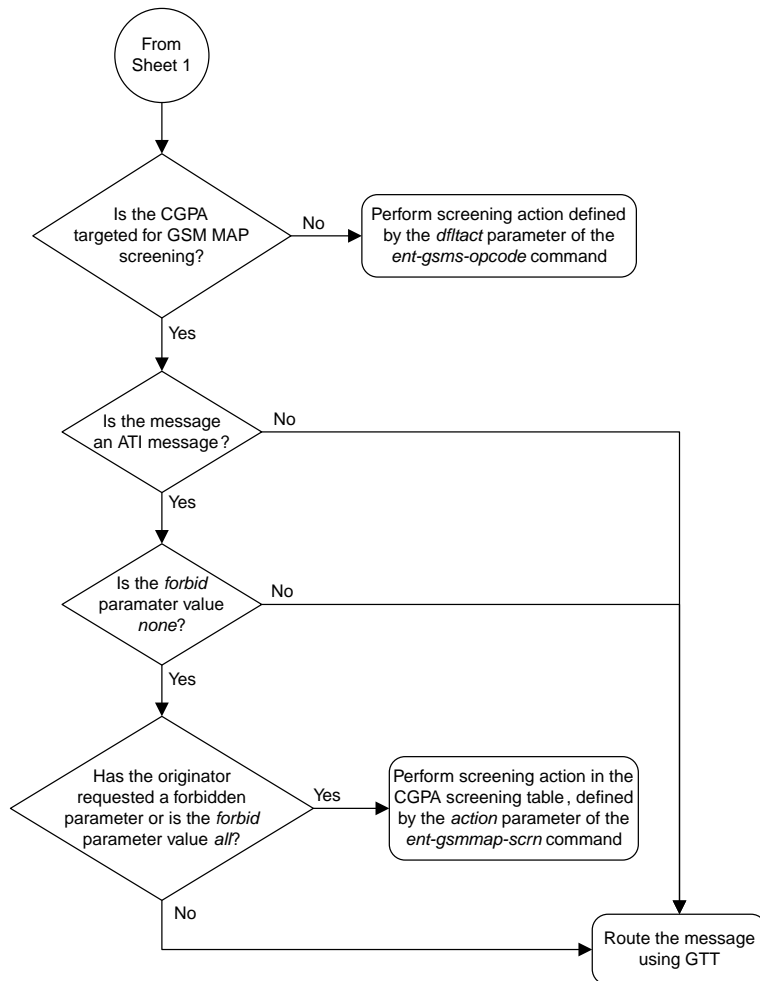 From
Sheet 1
Is the CGPA
targeted for GSM MAP
screening?
No
Perform screening action defined
by the dfltact parameter of the
ent-gsms-opcode command
Yes
Is the message
an ATI message?
No
Yes
Is the forbid
paramater value
none?
No
Yes
Has the originator
requested a forbidden
parameter or is the forbid
parameter value all?
Yes
Perform screening action in the
CGPA screening table, defined
by the action parameter of the
ent-gsmmap-scrn command
No
Route the message
using GTT